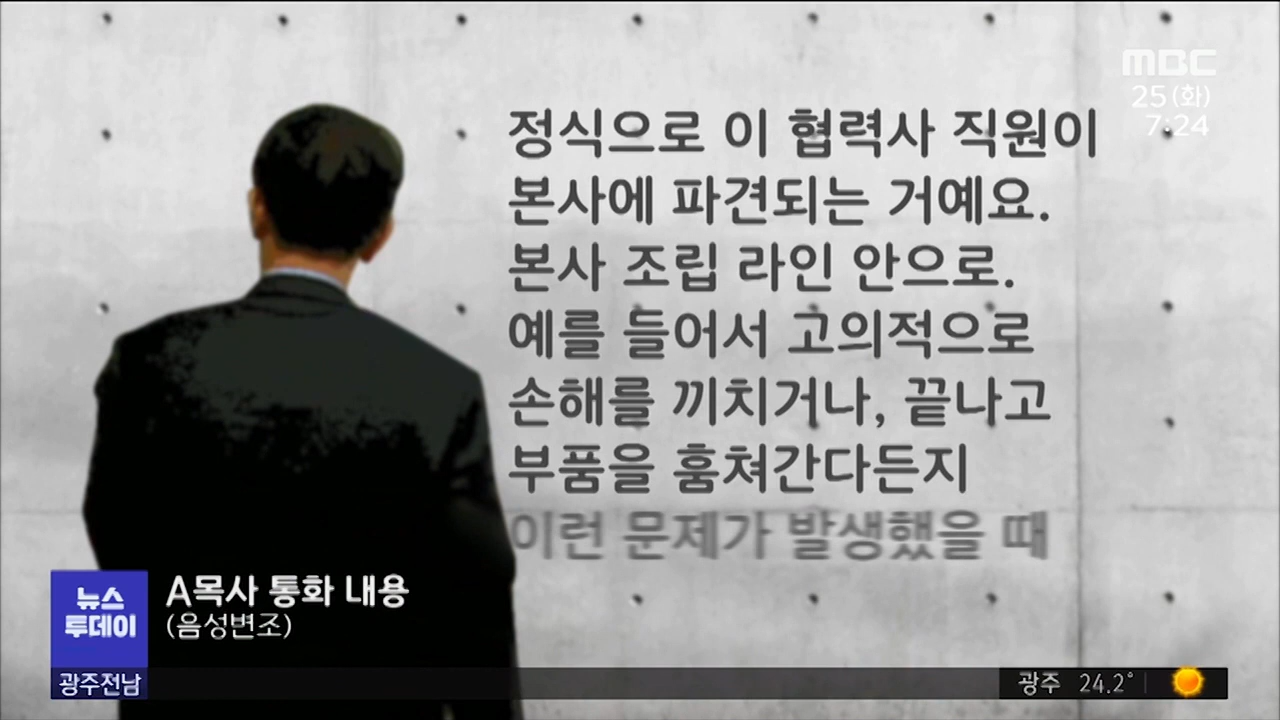 MBC
25(화)
7:24
정식으로 이 협력사 직원이
본사에 파견되는 거예요.
본사 조립 라인 안으로.
예를 들어서 고의적으로
손해를 끼치거나, 끝나고
부품을 훔쳐간다든지
이런 문제가 발생했을 때
뉴스
투데이
A목사 통화 내용
(음성변조)
광주전남
광주 24.2°